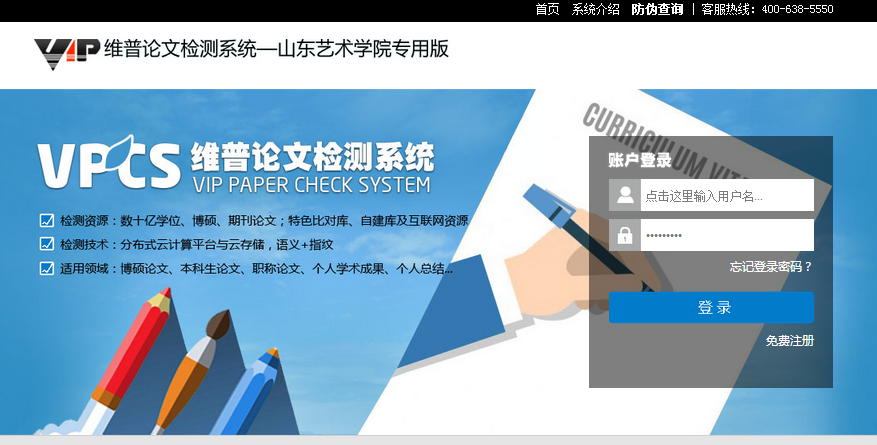 首页 系统介绍 防伪查询 | 客服热线：400-638-5550
VIP 维普论文检测系统—山东艺术学院专用版
VPCS 维普论文检测系统
VIP PAPER CHECK SYSTEM
检测资源：数十亿学位、博硕、期刊论文；特色比对库、自建库及互联网资源
检测技术：分布式云计算平台与云存储，语义+指纹
适用领域：博硕论文、本科生论文、职称论文、个人学术成果、个人总结...
CURRICULUM VIT
账户登录
点击这里输入用户名...
•••••••••
忘记登录密码？
登 录
免费注册